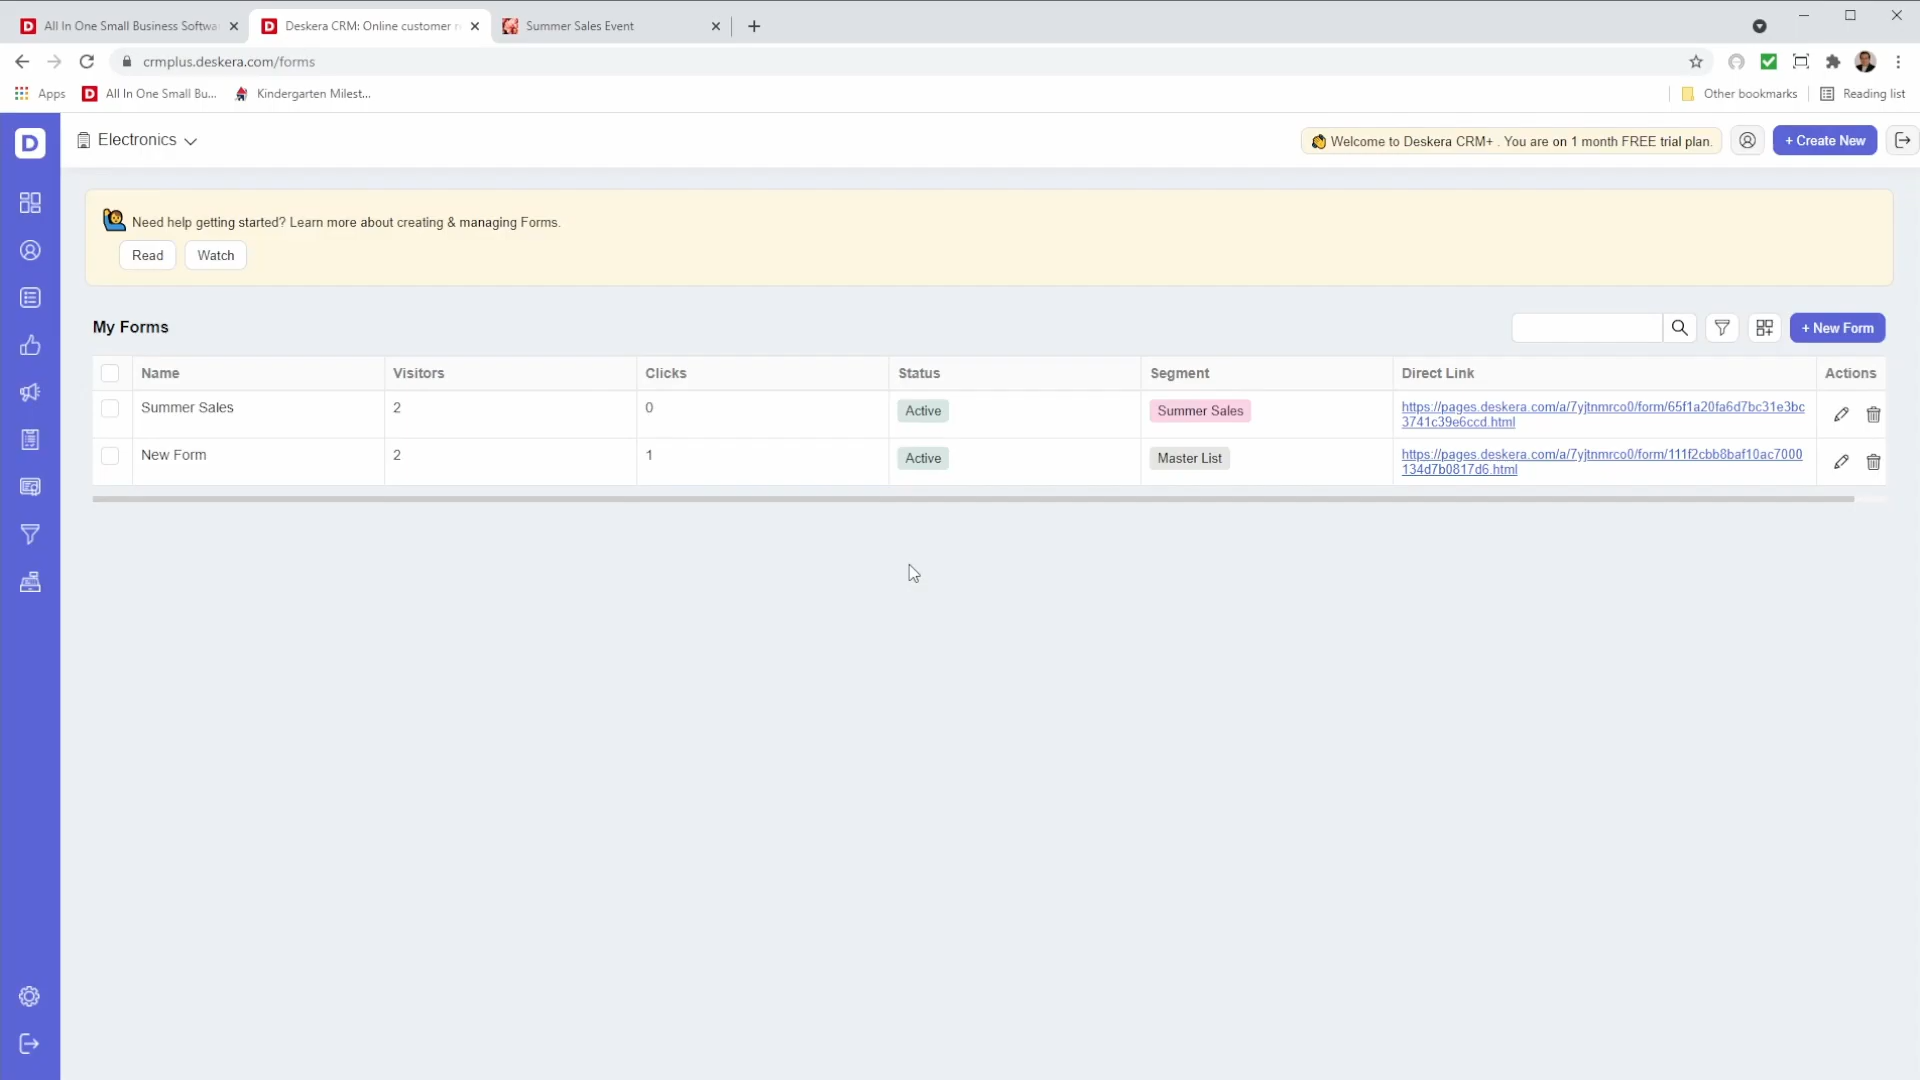 All In One Small Business Softwa
Deskera CRM: Online customer r
Summer Sales Event
crmplus.deskera.com/forms
Apps
All In One Small Bu...
Kindergarten Milest...
Other bookmarks
Reading list
D
Electronics
Welcome to Deskera CRM+ . You are on 1 month FREE trial plan.
+ Create New
Need help getting started? Learn more about creating & managing Forms.
Read
Watch
My Forms
+ New Form
Name
Visitors
Clicks
Status
Segment
Direct Link
Actions
Summer Sales
2
0
Active
Summer Sales
https://pages.deskera.com/a/7yjtnmrco0/form/65f1a20fa6d7bc31e3bc
3741c39e6ccd.html
New Form
2
1
Active
Master List
https://pages.deskera.com/a/7yjtnmrco0/form/111f2cbb8baf10ac7000
134d7b0817d6.html